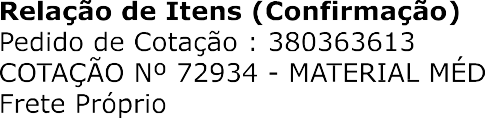 Relação de Itens (Confirmação)
Pedido de Cotação : 380363613
COTAÇÃO Nº 72934 - MATERIAL MÉD
Frete Próprio